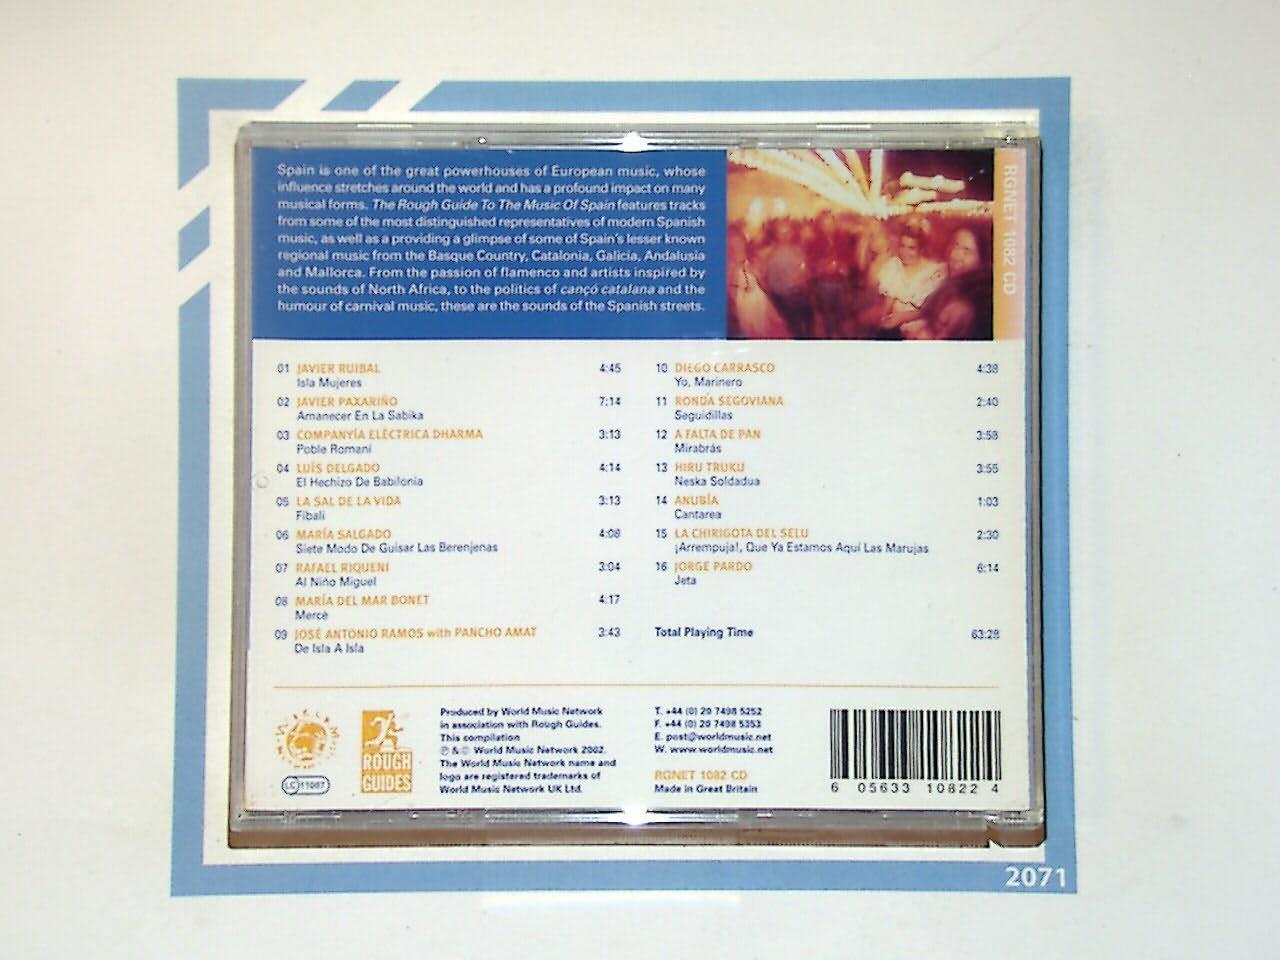 Spain is one of the great powerhouses of European music, whose
influence stretches around the world and has a profound impact on many
musical forms. The Rough Guide To The Music Of Spain features tracks
from some of the most distinguished representatives of modern Spanish
music, as well as a providing a glimpse of some of Spain's lesser known
regional music from the Basque Country, Catalonia, Galicia, Andalusia
and Mallorca. From the passion of flamenco and artists inspired by
the sounds of North Africa, to the politics of cançó catalana and the
humour of carnival music, these are the sounds of the Spanish streets.
RGNET 1082 CD
01 JAVIER RUIBAL 4:45
Isla Mujeres
02 JAVIER PAXARIÑO 7:14
Amanecer En La Sabika
03 COMPANYÍA ELÉCTRICA DHARMA 3:13
Poble Romaní
04 LUÍS DELGADO 4:14
El Hechizo De Babilonia
05 LA SAL DE LA VIDA 3:13
Fibalí
06 MARÍA SALGADO 4:08
Siete Modo De Guisar Las Berenjenas
07 RAFAEL RIQUENI 3:04
Al Niño Miguel
08 MARÍA DEL MAR BONET 4:17
Mercè
09 JOSÉ ANTONIO RAMOS with PANCHO AMAT 3:43
De Isla A Isla
10 DIEGO CARRASCO 4:38
Yo, Marinero
11 RONDA SEGOVIANA 2:40
Seguidillas
12 A FALTA DE PAN 3:58
Mirabrás
13 HIRU TRUKU 3:55
Neska Soldadua
14 ANUBÍA 1:03
Cantarea
15 LA CHIRIGOTA DEL SELU 2:30
¡Arrempuja!, Que Ya Estamos Aquí Las Marujas
16 JORGE PARDO 6:14
Jeta
Total Playing Time 63:28
LC 11067
ROUGH
GUIDES
Produced by World Music Network
in association with Rough Guides.
This compilation
℗ & © World Music Network 2002.
The World Music Network name and
logo are registered trademarks of
World Music Network UK Ltd.
T. +44 (0) 20 7498 5252
F. +44 (0) 20 7498 5353
E. post@worldmusic.net
W. www.worldmusic.net
RGNET 1082 CD
Made in Great Britain
6 05633 10822 4
2071